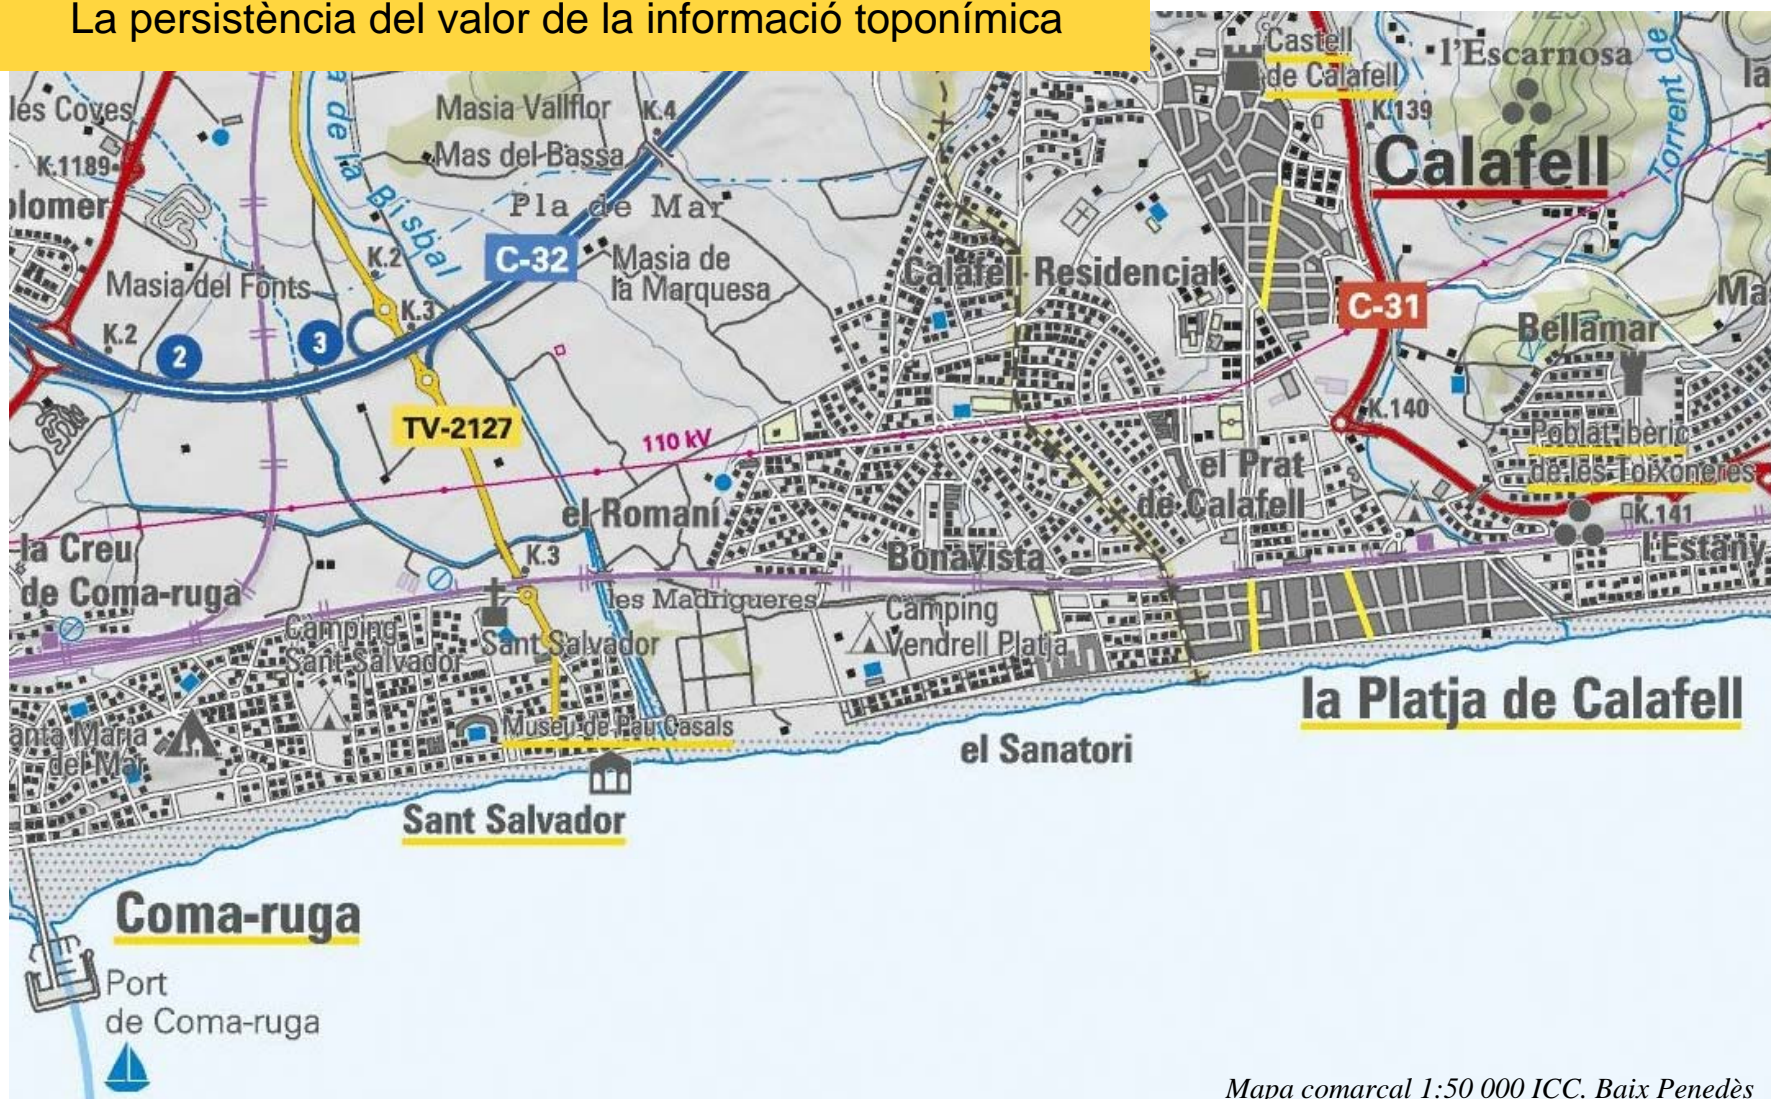 La persistència del valor de la informació toponímica
Castell
de Calafell
l'Escarnosa
Torrent de
les Coves
Masia Vallflor
K.4
K.139
Mas del Bassa
K.1189
Calafell
a de la Bisbal
Pla de Mar
K.2
C-32
Masia de
la Marquesa
Calafell Residencial
Masia del Fonts
K.3
C-31
K.2
2
3
Bellamar
TV-2127
110 kV
K.140
Poblat ibèric
de les Toixoneres
el Prat
de Calafell
el Romaní
K.141
la Creu
de Coma-ruga
K.3
Bonavista
l'Estany
les Madrigueres
Càmping
Vendrell Platja
Càmping
Sant Salvador
Sant Salvador
la Platja de Calafell
Museu de Pau Casals
del Mar
el Sanatori
Sant Salvador
Coma-ruga
Port
de Coma-ruga
Mapa comarcal 1:50 000 ICC. Baix Penedès